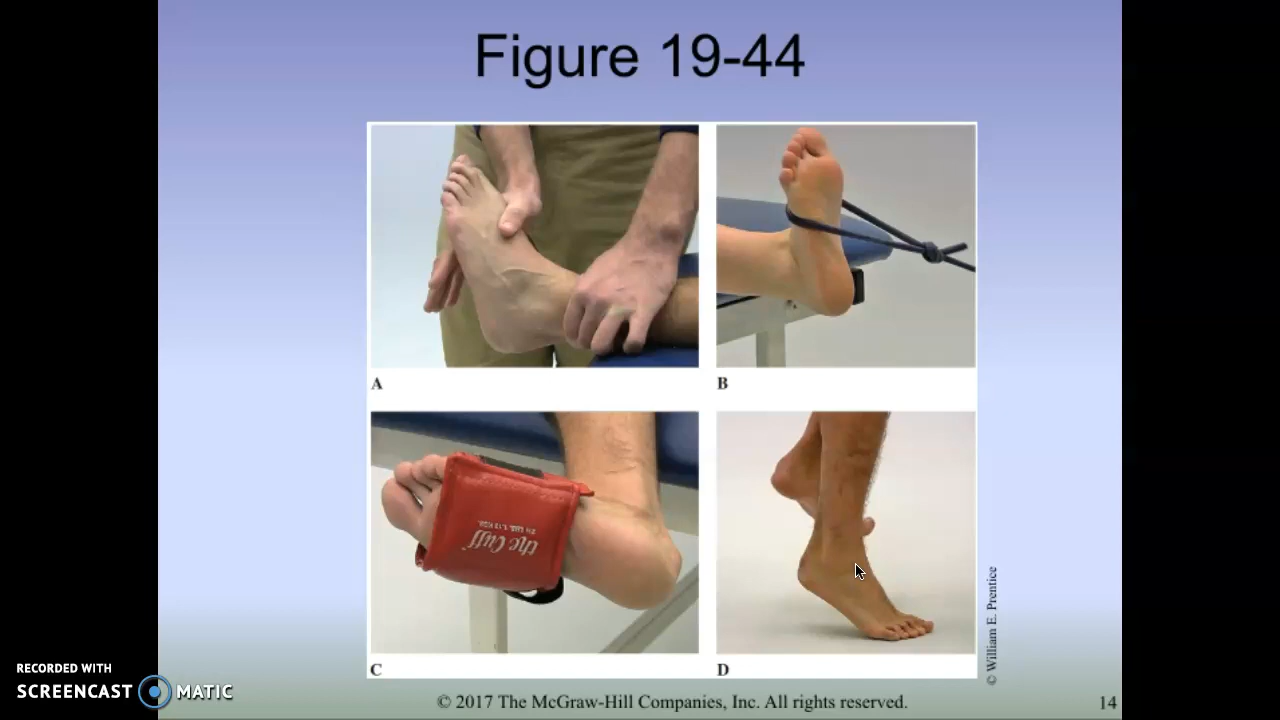 Figure 19-44
A
B
the Cuff
C
D
© William E. Prentice
RECORDED WITH
SCREENCAST MATIC
© 2017 The McGraw-Hill Companies, Inc. All rights reserved.
14